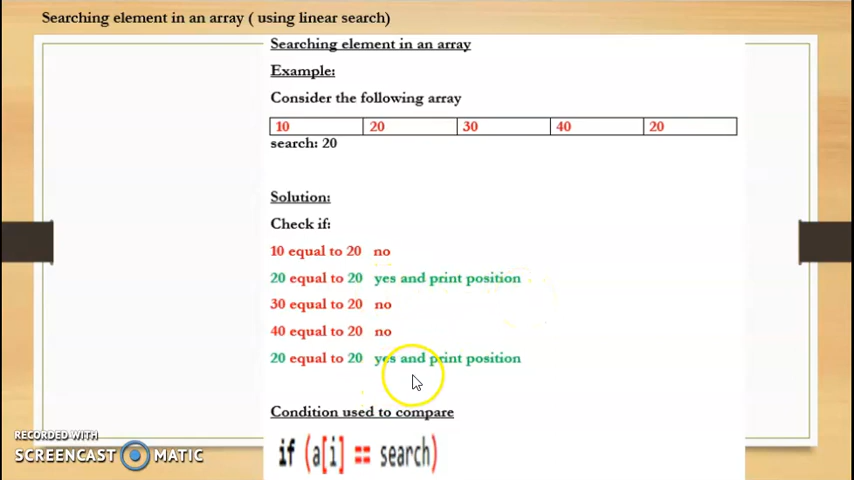 Searching element in an array ( using linear search)
Searching element in an array
Example:
Consider the following array
10 20 30 40 20
search: 20
Solution:
Check if:
10 equal to 20 no
20 equal to 20 yes and print position
30 equal to 20 no
40 equal to 20 no
20 equal to 20 yes and print position
Condition used to compare
if (a[i] == search)
RECORDED WITH
SCREENCAST MATIC